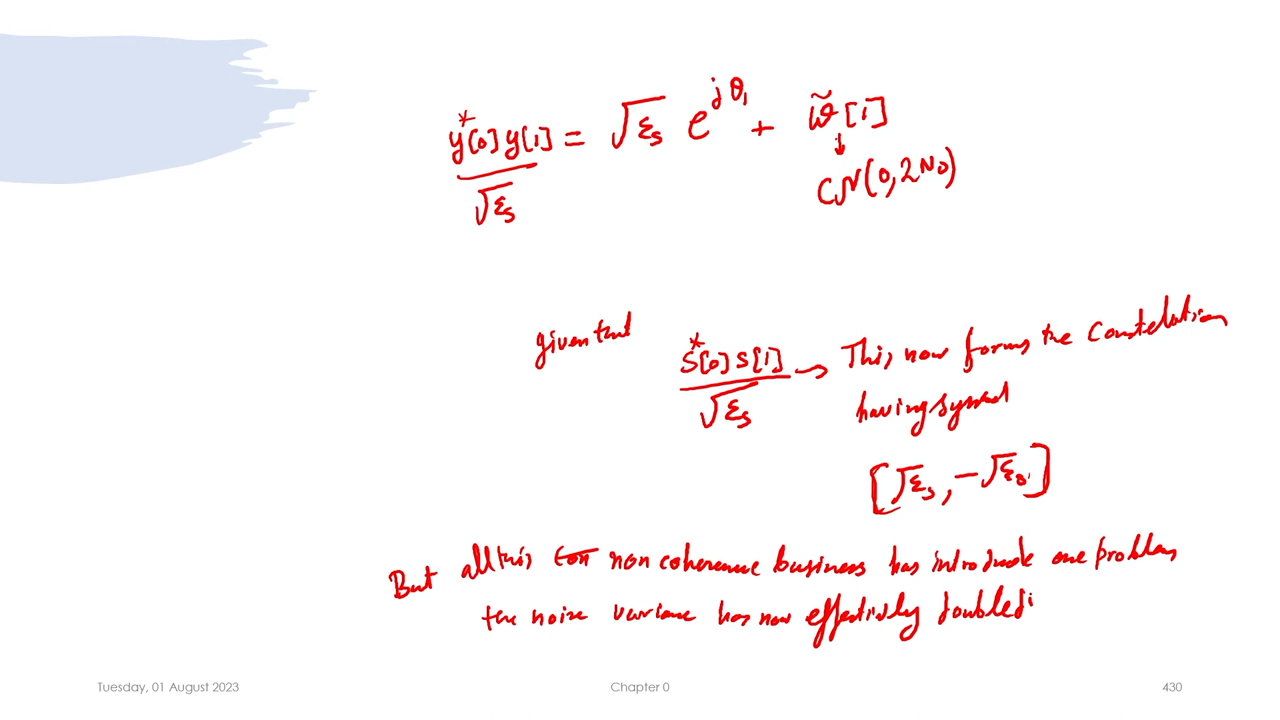 y*[0]y[1] / √Es = √Es e^{jθ₁} + w̃[1]
↓
CN(0, 2N0)
given that s*[0]s[1] / √Es → This now forms the constelation
having symbol
[√Es, -√Es]
But all this non coherence business has introduce one problem
the noise variance has now effectively doubled
Tuesday, 01 August 2023 Chapter 0 430